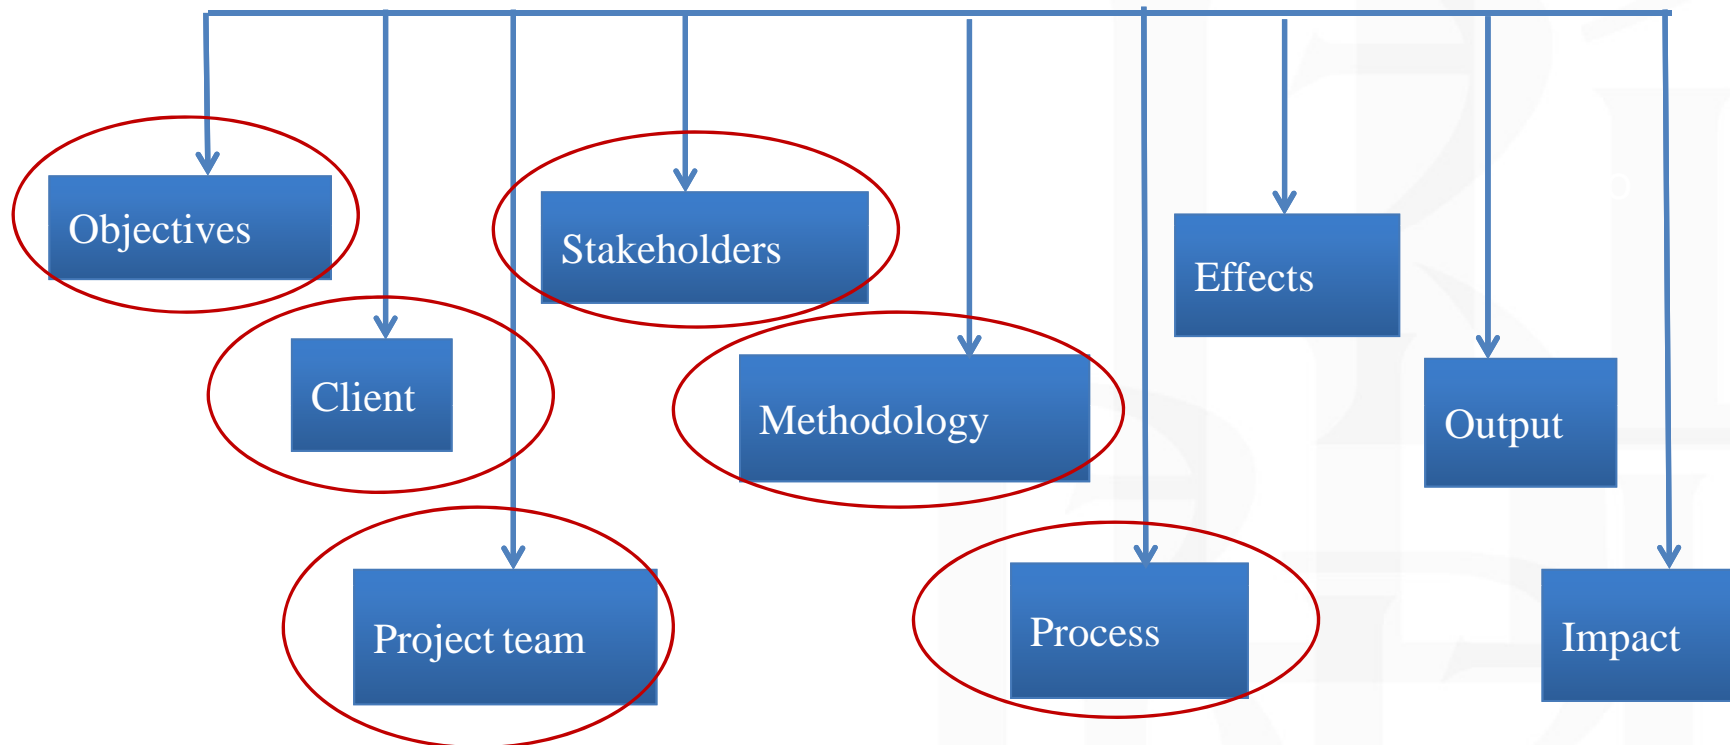 Objectives
Client
Project team
Stakeholders
Methodology
Process
Effects
Output
Impact